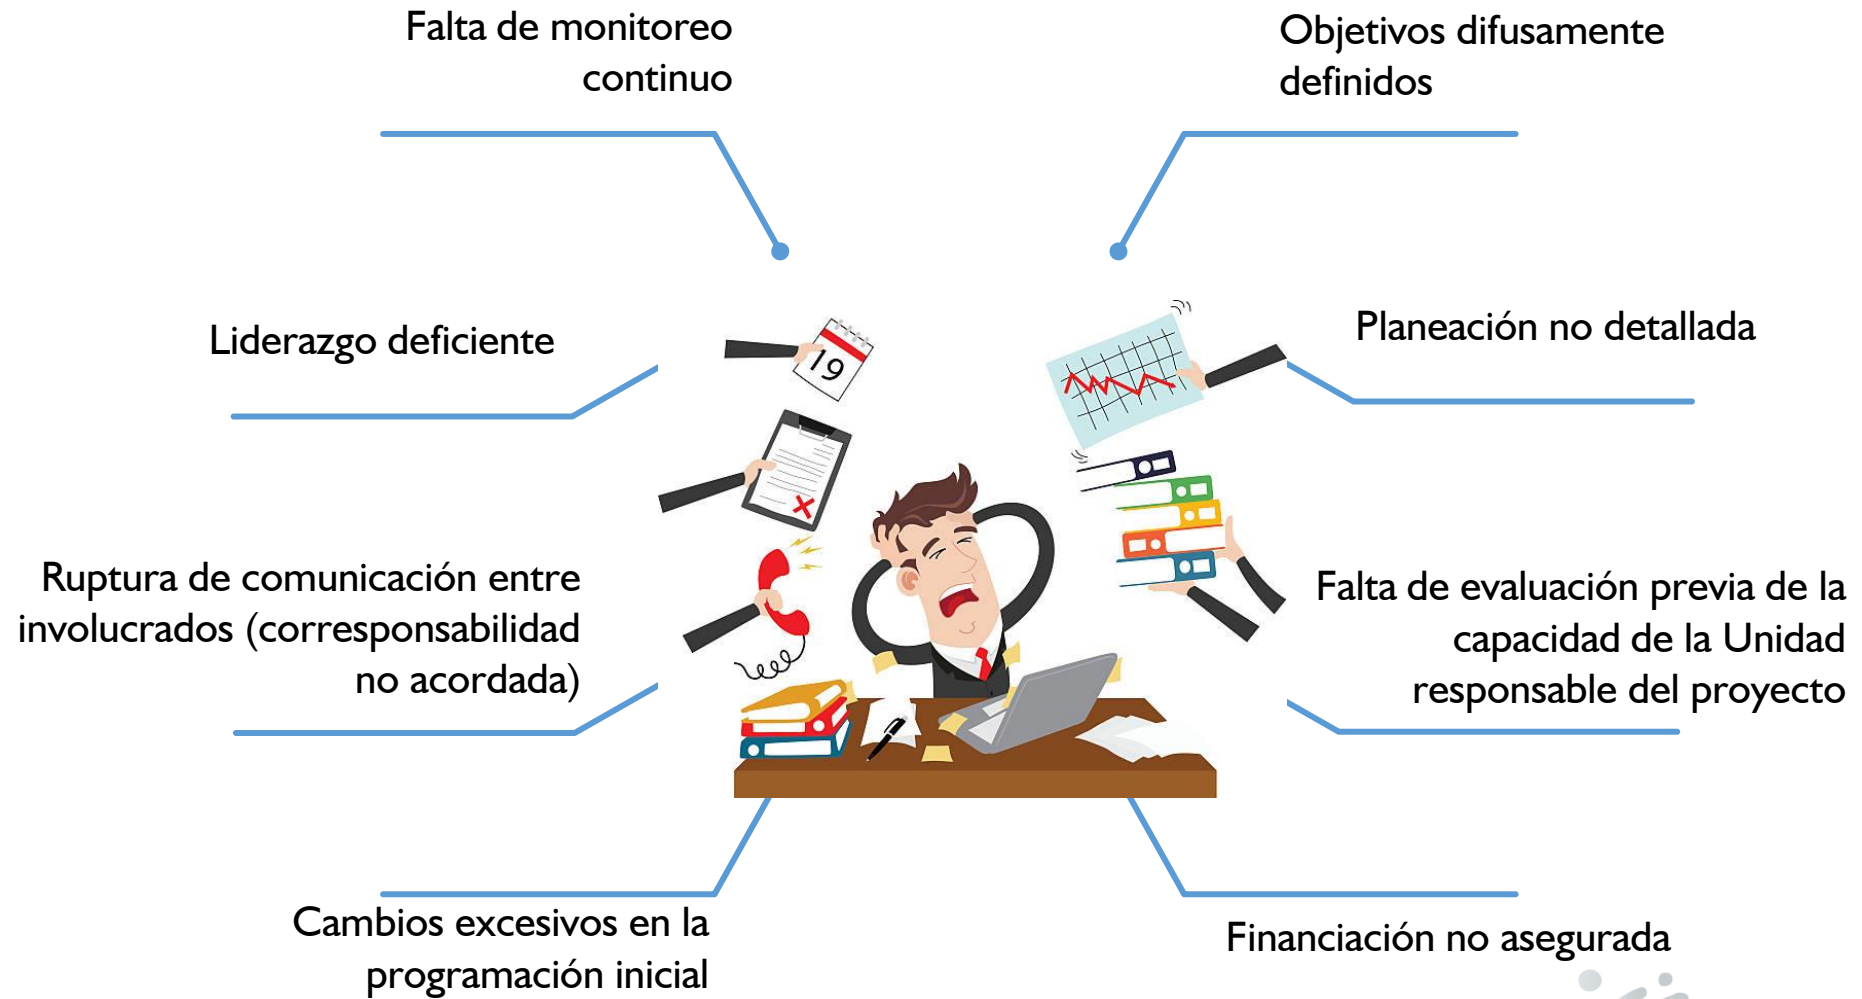 Falta de monitoreo
continuo
Objetivos difusamente
definidos
Liderazgo deficiente
Planeación no detallada
19
Ruptura de comunicación entre
involucrados (corresponsabilidad
no acordada)
Falta de evaluación previa de la
capacidad de la Unidad
responsable del proyecto
Cambios excesivos en la
programación inicial
Financiación no asegurada